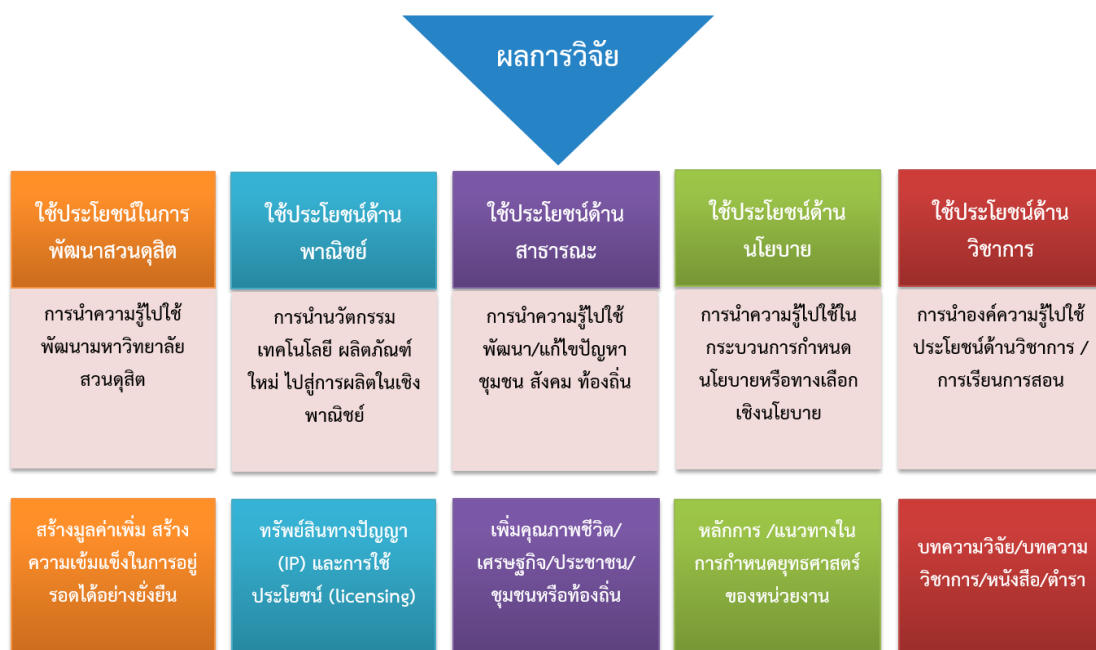 ผลการวิจัย
ใช้ประโยชน์ในการ
พัฒนาสวนดุสิต
การนำความรู้ไปใช้
พัฒนามหาวิทยาลัย
สวนดุสิต
สร้างมูลค่าเพิ่ม สร้าง
ความเข้มแข็งในการอยู่
รอดได้อย่างยั่งยืน
ใช้ประโยชน์ด้าน
พาณิชย์
การนำนวัตกรรม
เทคโนโลยี ผลิตภัณฑ์
ใหม่ ไปสู่การผลิตในเชิง
พาณิชย์
ทรัพย์สินทางปัญญา
(IP) และการใช้
ประโยชน์ (licensing)
ใช้ประโยชน์ด้าน
สาธารณะ
การนำความรู้ไปใช้
พัฒนา/แก้ไขปัญหา
ชุมชน สังคม ท้องถิ่น
เพิ่มคุณภาพชีวิต/
เศรษฐกิจ/ประชาชน/
ชุมชนหรือท้องถิ่น
ใช้ประโยชน์ด้าน
นโยบาย
การนำความรู้ไปใช้ใน
กระบวนการกำหนด
นโยบายหรือทางเลือก
เชิงนโยบาย
หลักการ /แนวทางใน
การกำหนดยุทธศาสตร์
ของหน่วยงาน
ใช้ประโยชน์ด้าน
วิชาการ
การนำองค์ความรู้ไปใช้
ประโยชน์ด้านวิชาการ /
การเรียนการสอน
บทความวิจัย/บทความ
วิชาการ/หนังสือ/ตำรา